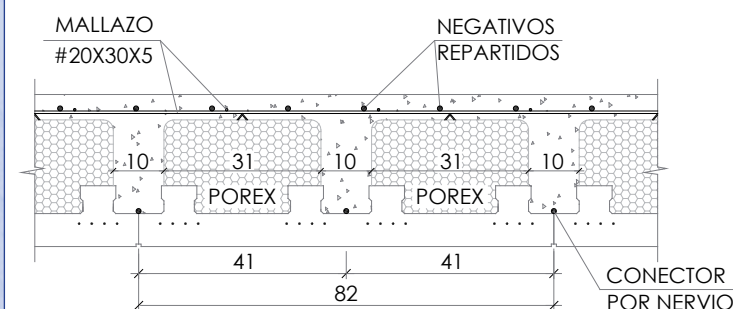 MALLAZO
#20X30X5
NEGATIVOS
REPARTIDOS
10 31 10 31 10
POREX POREX
41 41
82
CONECTOR
POR NERVIO